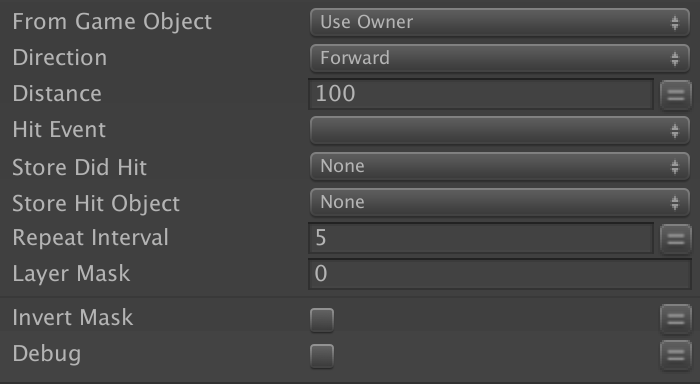 From Game Object Use Owner
Direction Forward
Distance 100
Hit Event
Store Did Hit None
Store Hit Object None
Repeat Interval 5
Layer Mask 0
Invert Mask
Debug